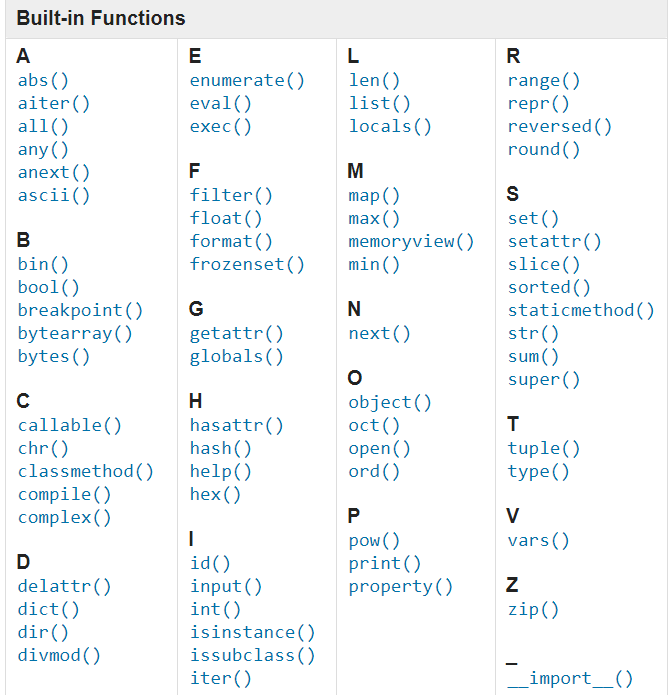 Built-in Functions
A
abs()
aiter()
all()
any()
anext()
ascii()
B
bin()
bool()
breakpoint()
bytearray()
bytes()
C
callable()
chr()
classmethod()
compile()
complex()
D
delattr()
dict()
dir()
divmod()
E
enumerate()
eval()
exec()
F
filter()
float()
format()
frozenset()
G
getattr()
globals()
H
hasattr()
hash()
help()
hex()
I
id()
input()
int()
isinstance()
issubclass()
iter()
L
len()
list()
locals()
M
map()
max()
memoryview()
min()
N
next()
O
object()
oct()
open()
ord()
P
pow()
print()
property()
R
range()
repr()
reversed()
round()
S
set()
setattr()
slice()
sorted()
staticmethod()
str()
sum()
super()
T
tuple()
type()
V
vars()
Z
zip()
_
__import__()